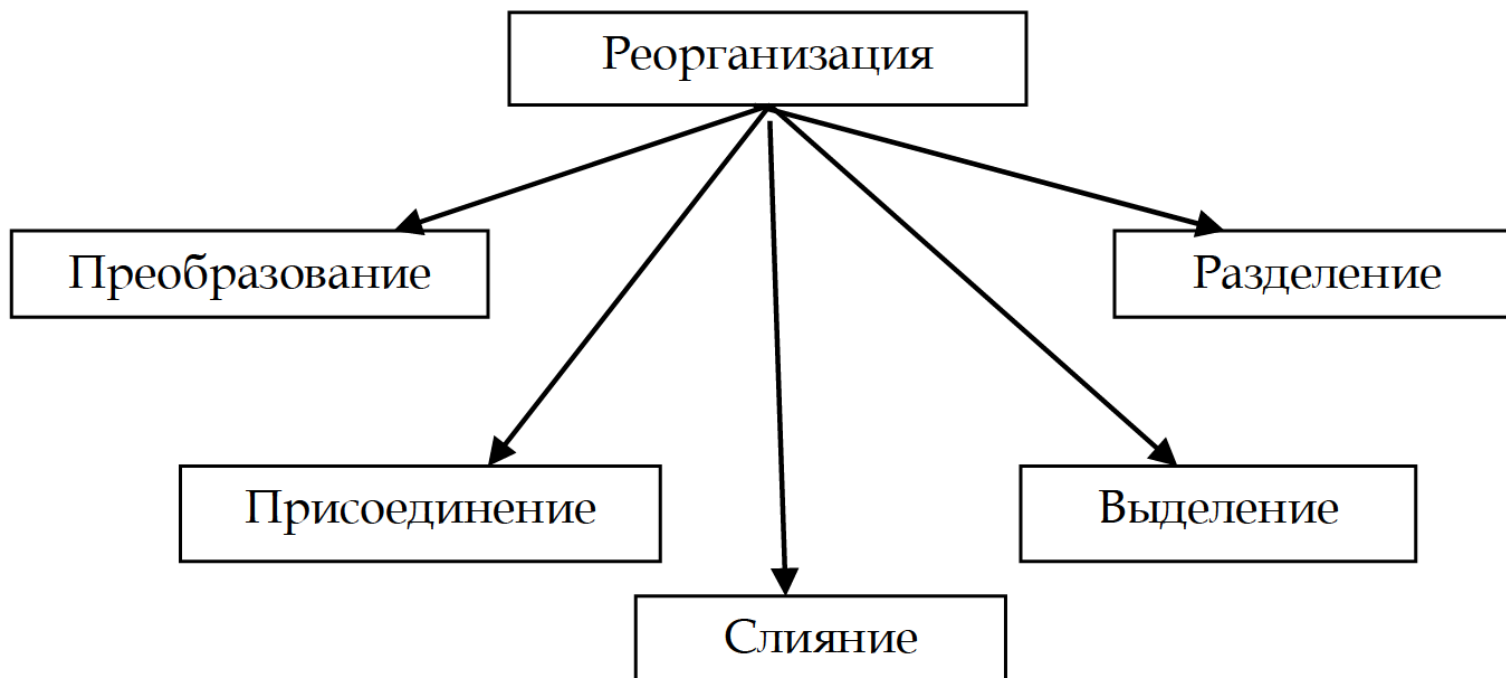 Реорганизация
Преобразование
Разделение
Присоединение
Выделение
Слияние